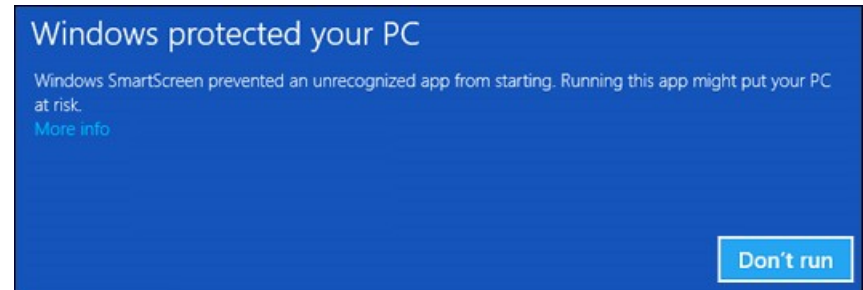 Windows protected your PC
Windows SmartScreen prevented an unrecognized app from starting. Running this app might put your PC
at risk.
More info
Don't run